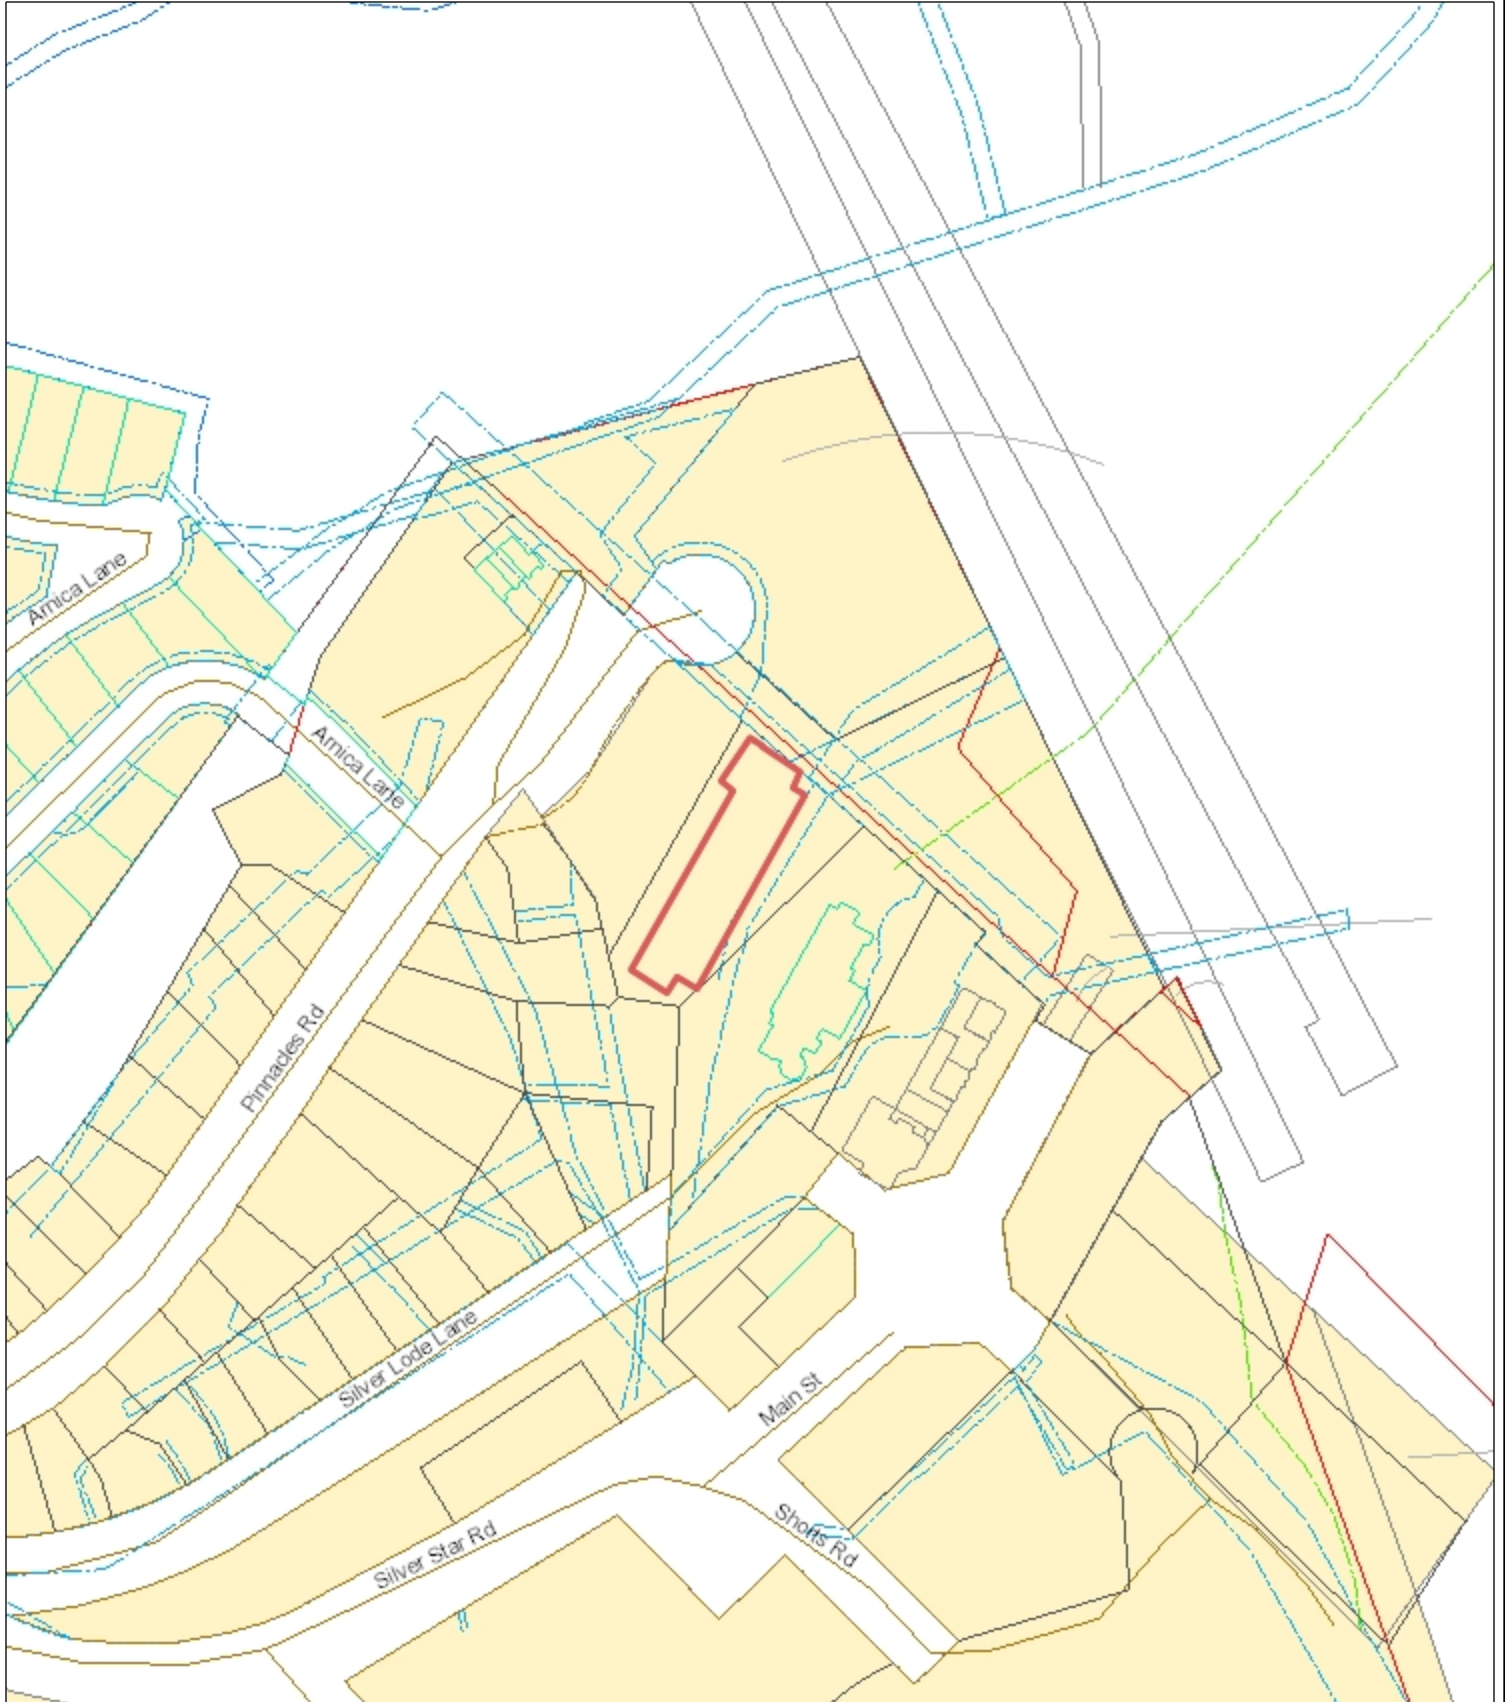 Arnica Lane
Arnica Lane
Pinnacles Rd
Silver Lode Lane
Main St
Shorts Rd
Silver Star Rd